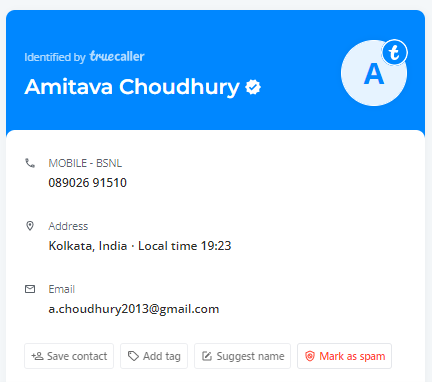 Identified by truecaller
Amitava Choudhury
A
t
MOBILE - BSNL
089026 91510
Address
Kolkata, India · Local time 19:23
Email
a.choudhury2013@gmail.com
Save contact
Add tag
Suggest name
Mark as spam